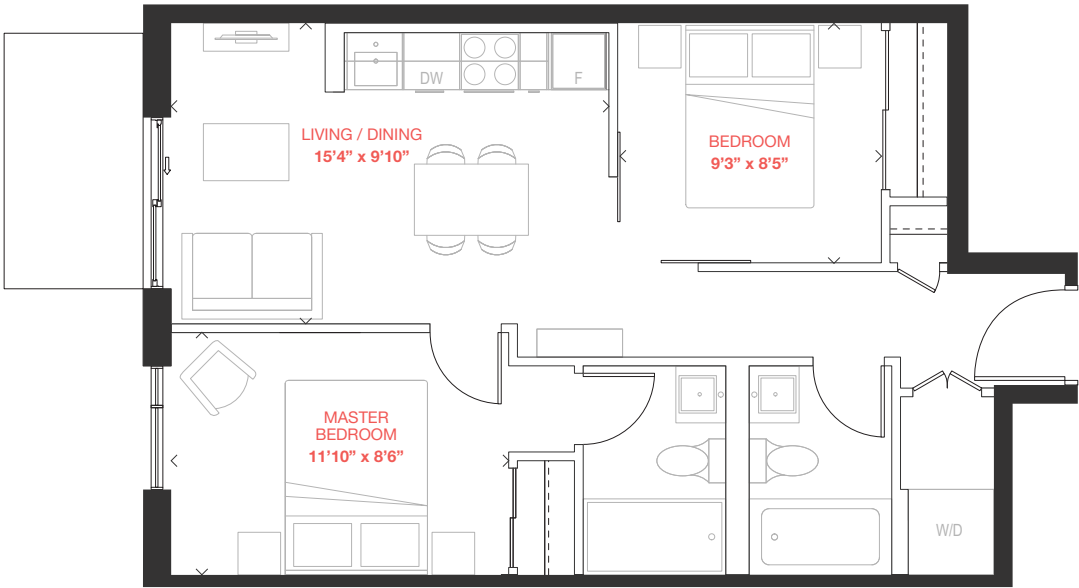 DW
F
LIVING / DINING
15'4” x 9'10”
BEDROOM
9'3” x 8'5”
MASTER
BEDROOM
11'10” x 8'6”
W/D